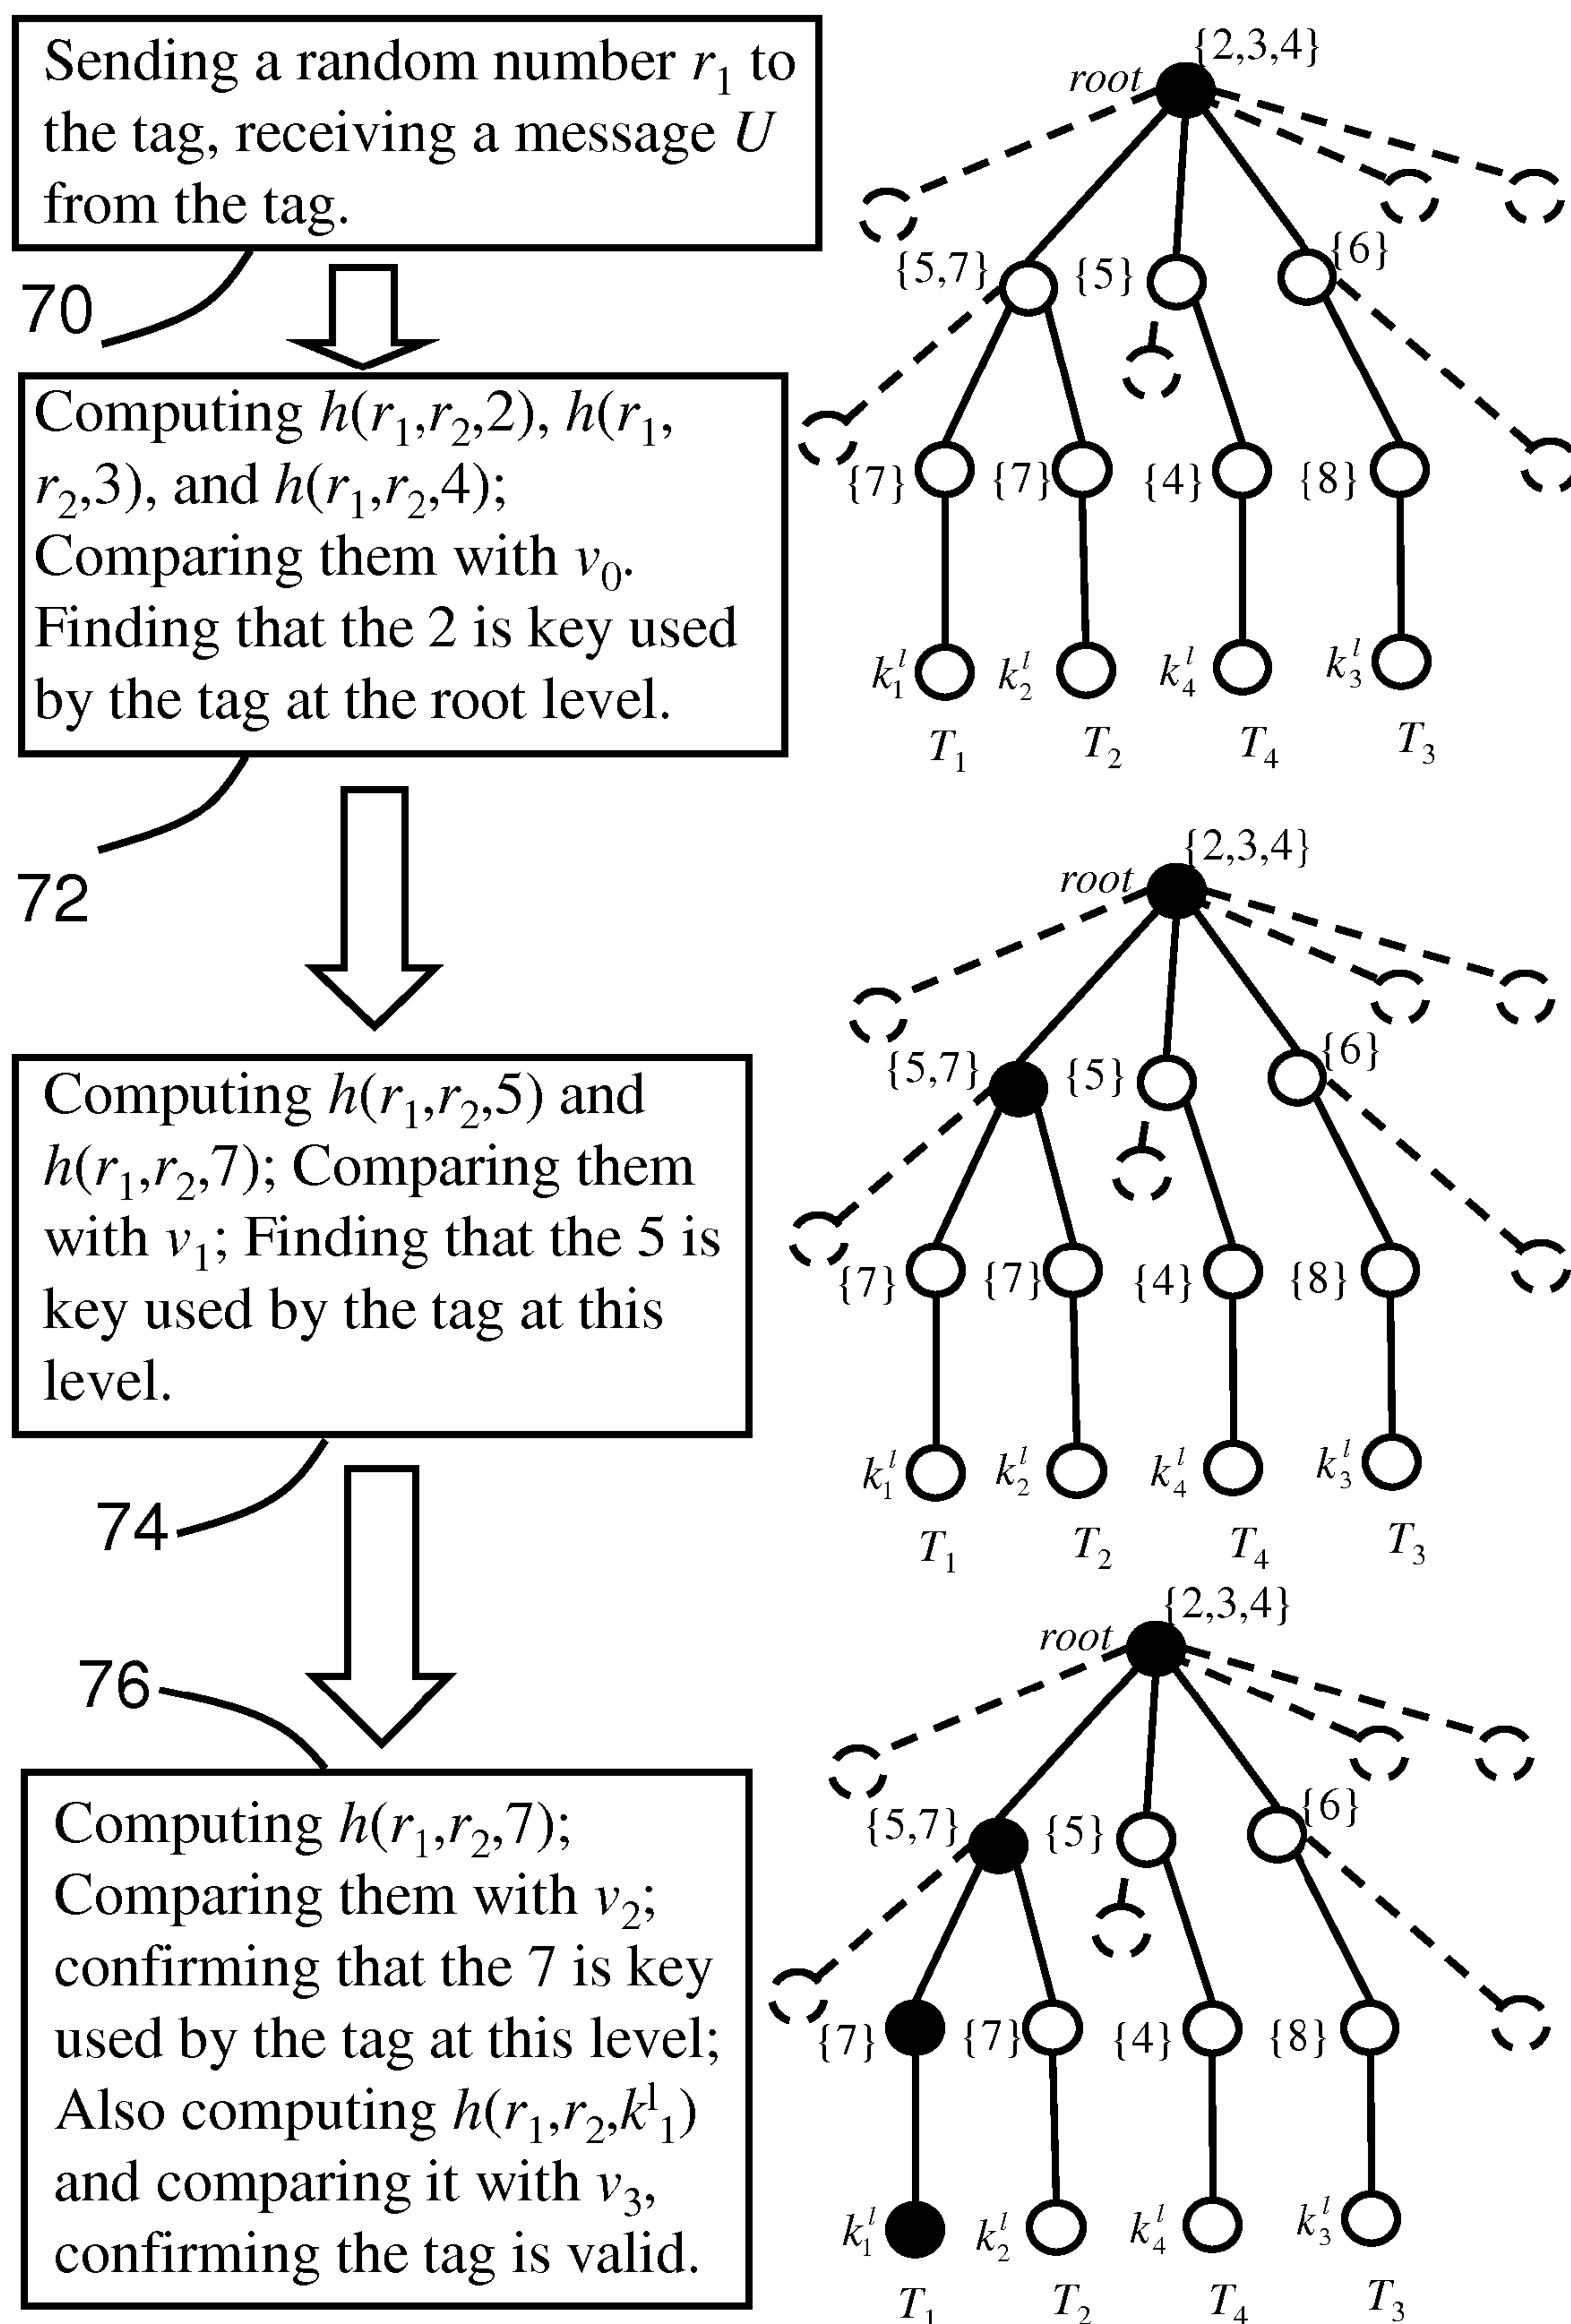 Sending a random number r₁ to
the tag, receiving a message U
from the tag.
70
Computing h(r₁,r₂,2), h(r₁,
r₂,3), and h(r₁,r₂,4);
Comparing them with v₀.
Finding that the 2 is key used
by the tag at the root level.
72
Computing h(r₁,r₂,5) and
h(r₁,r₂,7); Comparing them
with v₁; Finding that the 5 is
key used by the tag at this
level.
74
76
Computing h(r₁,r₂,7);
Comparing them with v₂;
confirming that the 7 is key
used by the tag at this level;
Also computing h(r₁,r₂,kˡ₁)
and comparing it with v₃,
confirming the tag is valid.
{2,3,4}
root
{5,7} {5} {6}
{7} {7} {4} {8}
kˡ₁ kˡ₂ kˡ₄ kˡ₃
T₁ T₂ T₄ T₃
{2,3,4}
root
{5,7} {5} {6}
{7} {7} {4} {8}
kˡ₁ kˡ₂ kˡ₄ kˡ₃
T₁ T₂ T₄ T₃
{2,3,4}
root
{5,7} {5} {6}
{7} {7} {4} {8}
kˡ₁ kˡ₂ kˡ₄ kˡ₃
T₁ T₂ T₄ T₃